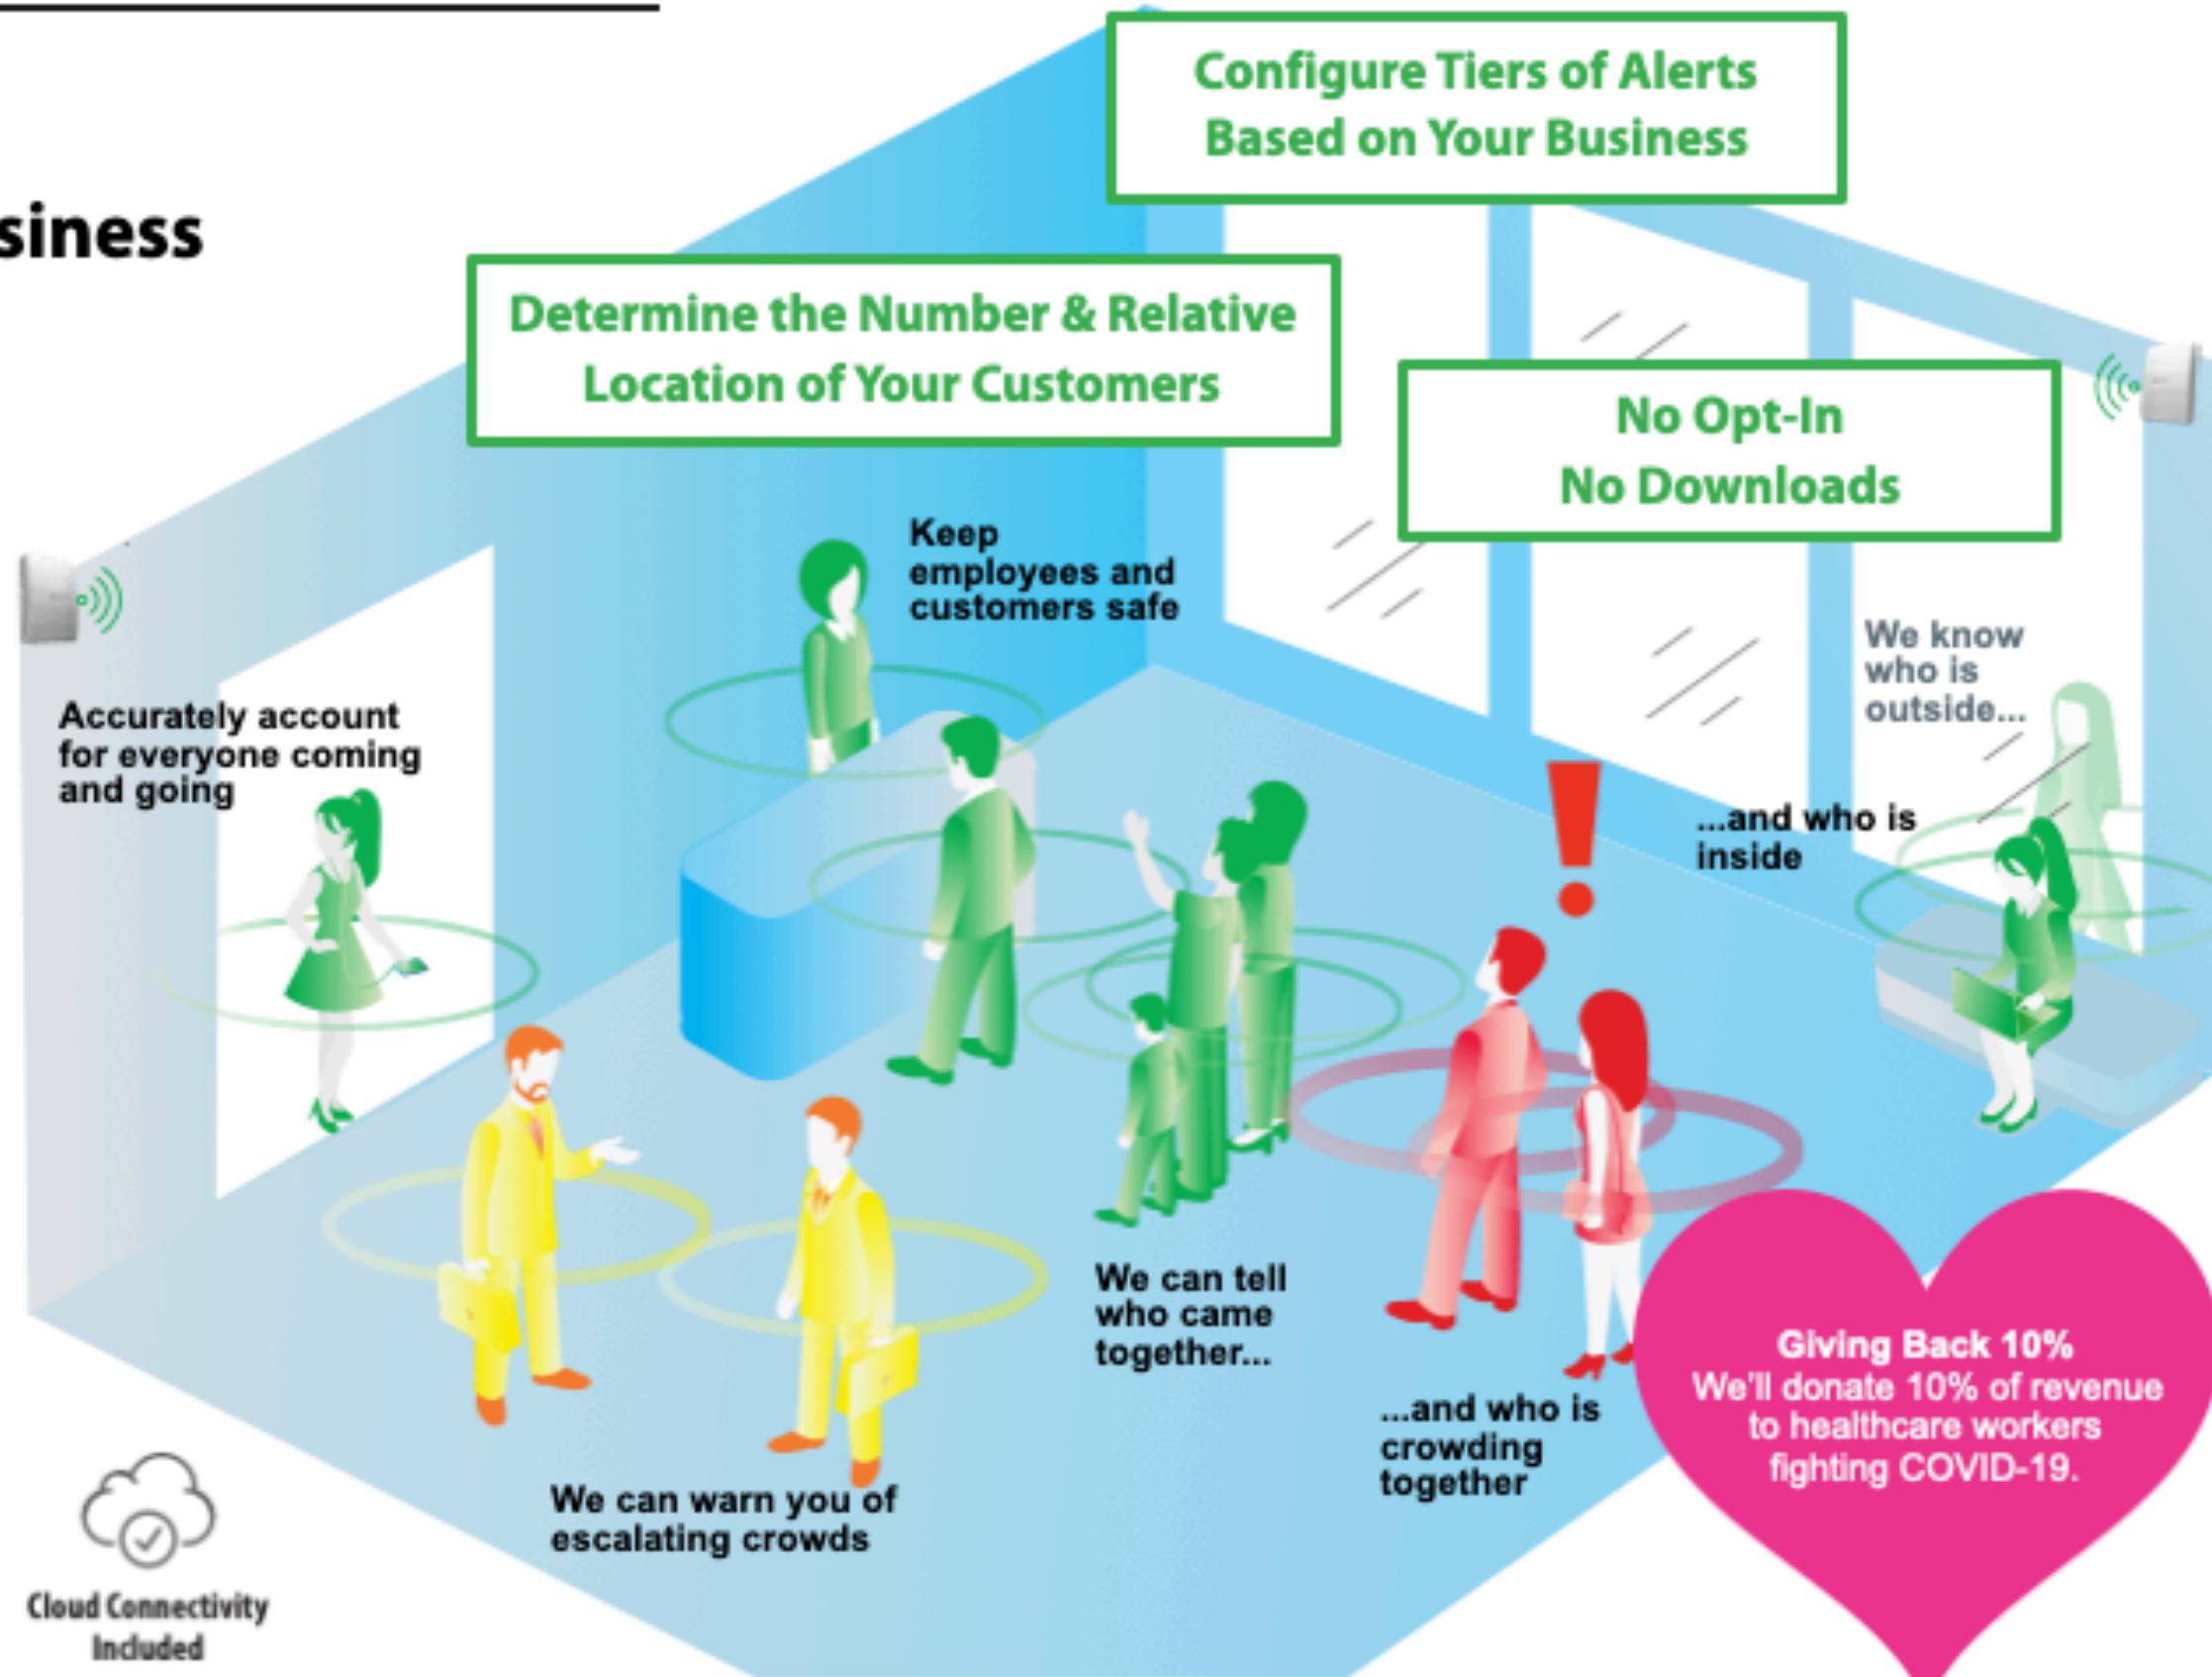 Configure Tiers of Alerts
Based on Your Business
siness
Determine the Number & Relative
Location of Your Customers
No Opt-In
No Downloads
Keep
employees and
customers safe
We know
who is
outside...
Accurately account
for everyone coming
and going
...and who is
inside
We can tell
who came
together...
...and who is
crowding
together
We can warn you of
escalating crowds
Giving Back 10%
We'll donate 10% of revenue
to healthcare workers
fighting COVID-19.
Cloud Connectivity
Included